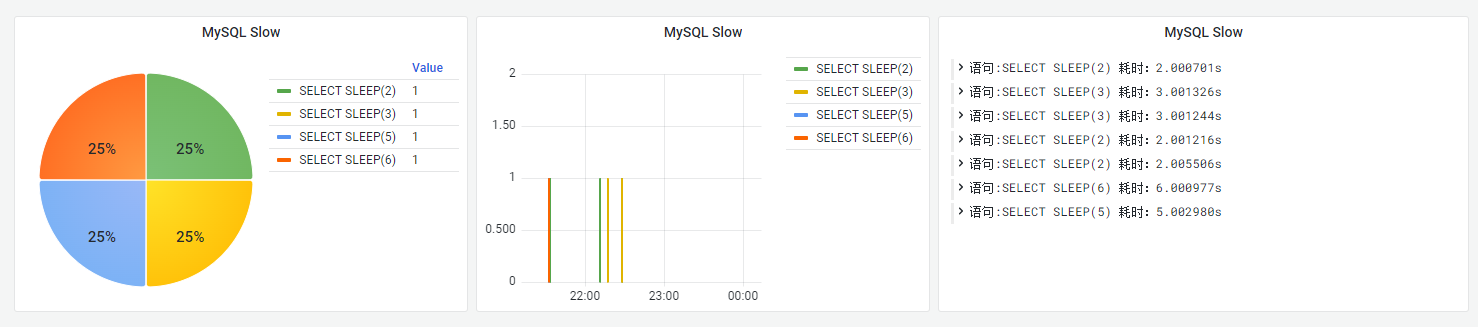 MySQL Slow
Value
SELECT SLEEP(2) 1
SELECT SLEEP(3) 1
SELECT SLEEP(5) 1
SELECT SLEEP(6) 1
25%
25%
25%
25%
MySQL Slow
2
1.50
1
0.500
0
22:00
23:00
00:00
SELECT SLEEP(2)
SELECT SLEEP(3)
SELECT SLEEP(5)
SELECT SLEEP(6)
MySQL Slow
语句:SELECT SLEEP(2) 耗时：2.000701s
语句:SELECT SLEEP(3) 耗时：3.001326s
语句:SELECT SLEEP(3) 耗时：3.001244s
语句:SELECT SLEEP(2) 耗时：2.001216s
语句:SELECT SLEEP(2) 耗时：2.005506s
语句:SELECT SLEEP(6) 耗时：6.000977s
语句:SELECT SLEEP(5) 耗时：5.002980s